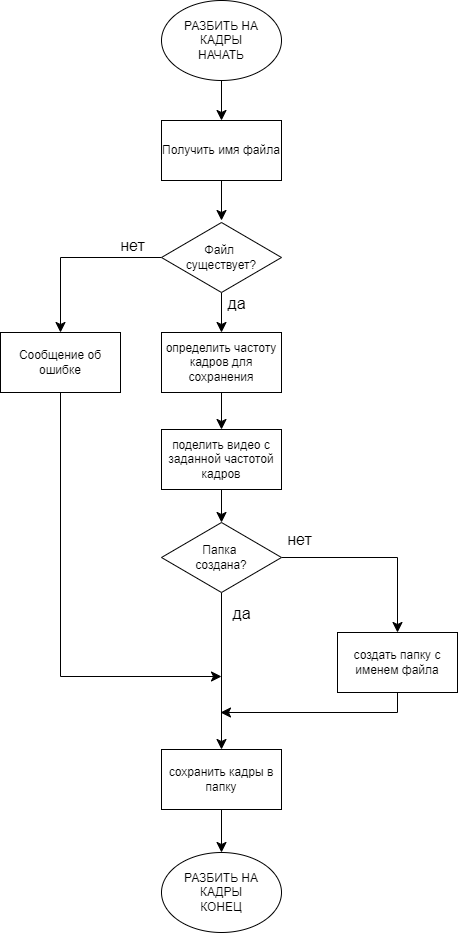 РАЗБИТЬ НА
КАДРЫ
НАЧАТЬ
Получить имя файла
Файл
существует?
нет
да
Сообщение об
ошибке
определить частоту
кадров для
сохранения
поделить видео с
заданной частотой
кадров
Папка
создана?
нет
да
создать папку с
именем файла
сохранить кадры в
папку
РАЗБИТЬ НА
КАДРЫ
КОНЕЦ